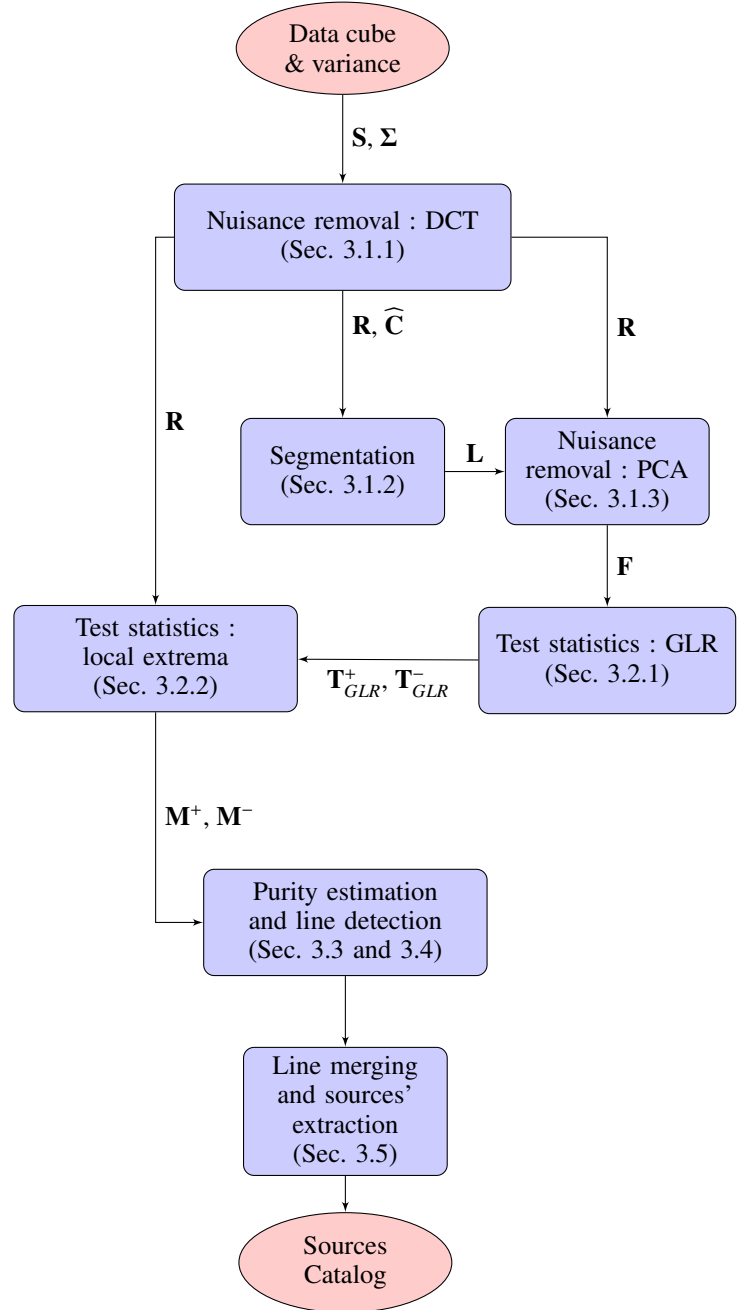 Data cube
& variance
S, Σ
Nuisance removal : DCT
(Sec. 3.1.1)
R, Ĉ
R
R
Segmentation
(Sec. 3.1.2)
L
Nuisance
removal : PCA
(Sec. 3.1.3)
F
Test statistics :
local extrema
(Sec. 3.2.2)
T⁺_GLR, T⁻_GLR
Test statistics : GLR
(Sec. 3.2.1)
M⁺, M⁻
Purity estimation
and line detection
(Sec. 3.3 and 3.4)
Line merging
and sources'
extraction
(Sec. 3.5)
Sources
Catalog